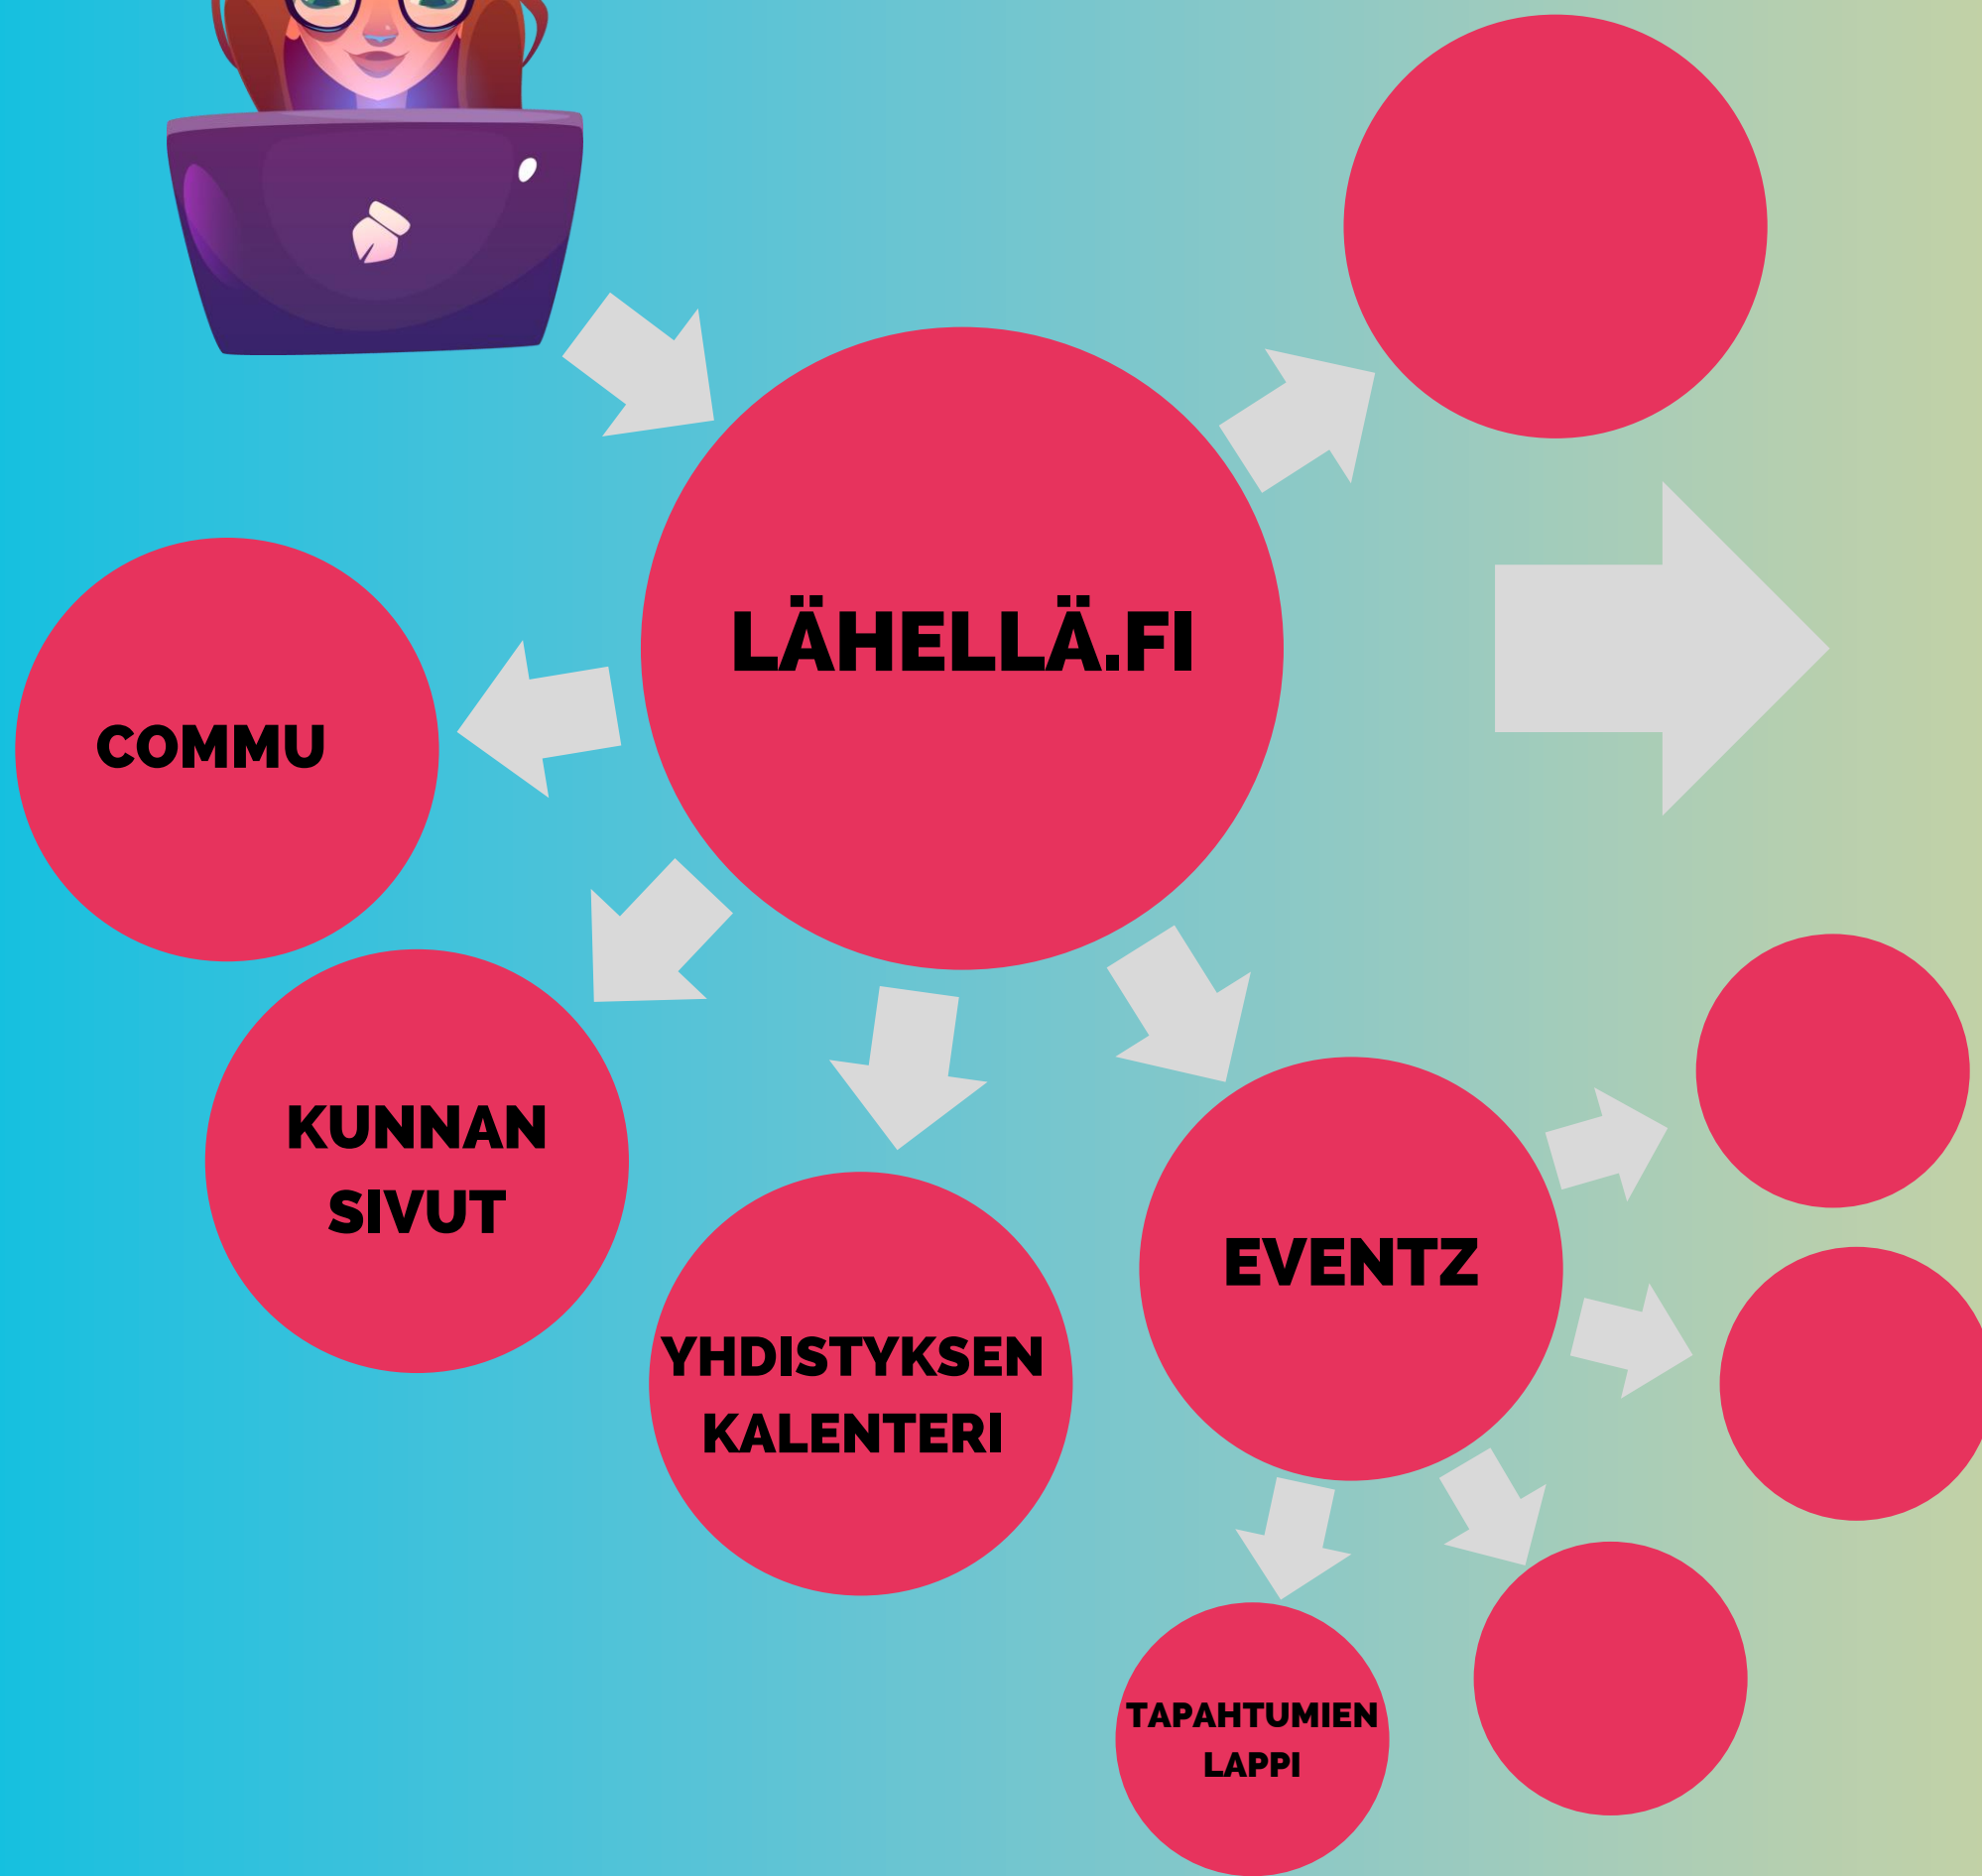 LÄHELLÄ.FI
COMMU
KUNNAN
SIVUT
YHDISTYKSEN
KALENTERI
EVENTZ
TAPAHTUMIEN
LAPPI